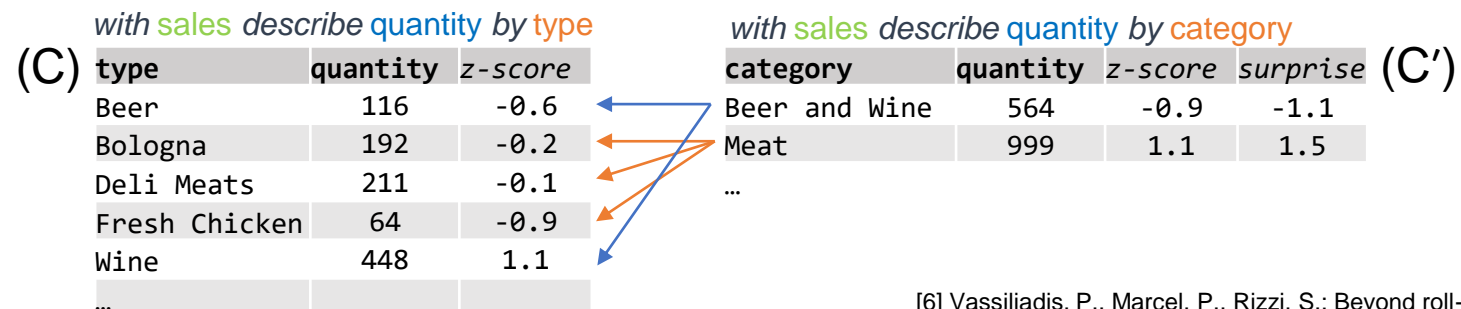 with sales describe quantity by type
(C)
type quantity z-score
Beer 116 -0.6
Bologna 192 -0.2
Deli Meats 211 -0.1
Fresh Chicken 64 -0.9
Wine 448 1.1
…
with sales describe quantity by category
(C′)
category quantity z-score surprise
Beer and Wine 564 -0.9 -1.1
Meat 999 1.1 1.5
…
[6] Vassiliadis, P., Marcel, P., Rizzi, S.: Beyond roll-